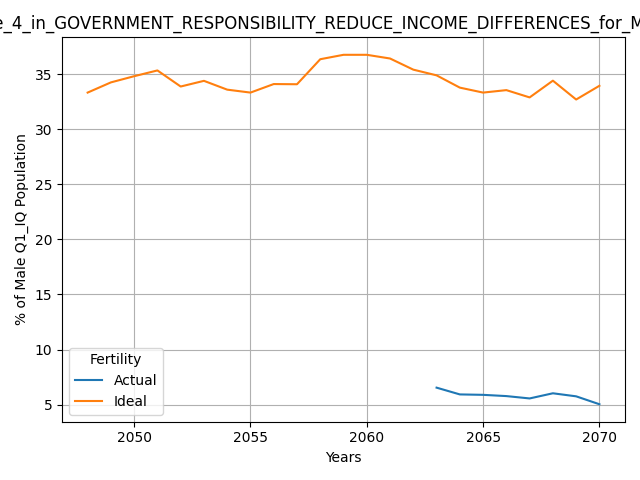 e_4_in_GOVERNMENT_RESPONSIBILITY_REDUCE_INCOME_DIFFERENCES_for_M
35
30
25
20
15
10
5
% of Male Q1_IQ Population
Fertility
Actual
Ideal
2050 2055 2060 2065 2070
Years